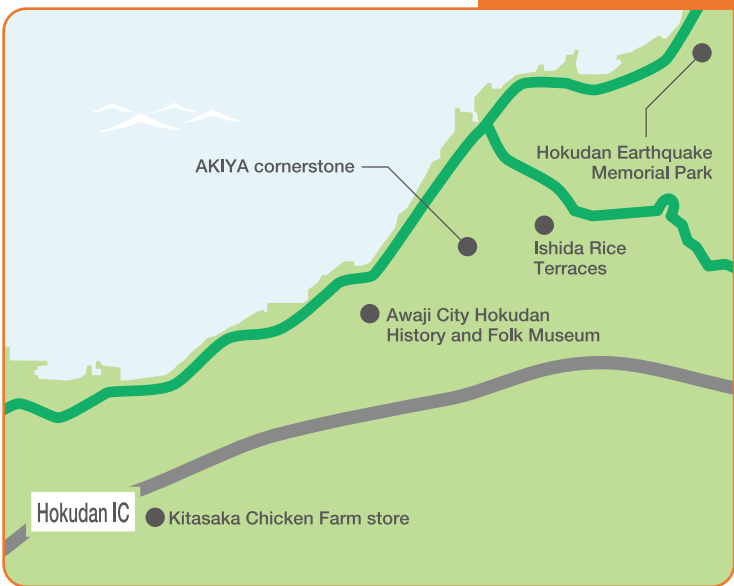 Hokudan Earthquake
Memorial Park
AKIYA cornerstone
Ishida Rice
Terraces
Awaji City Hokudan
History and Folk Museum
Hokudan IC
Kitasaka Chicken Farm store